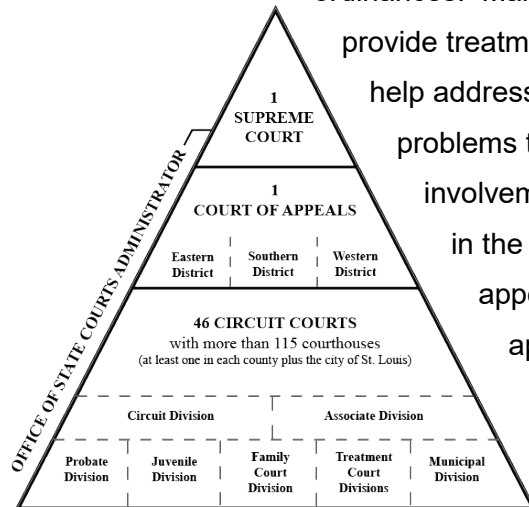 ordinances.
provide treatm
help address
problems t
involvem
in the
appe
ap
1
SUPREME
COURT
OFFICE OF STATE COURTS ADMINISTRATOR
1
COURT OF APPEALS
Eastern
District
Southern
District
Western
District
46 CIRCUIT COURTS
with more than 115 courthouses
(at least one in each county plus the city of St. Louis)
Circuit Division
Associate Division
Probate
Division
Juvenile
Division
Family
Court
Division
Treatment
Court
Divisions
Municipal
Division